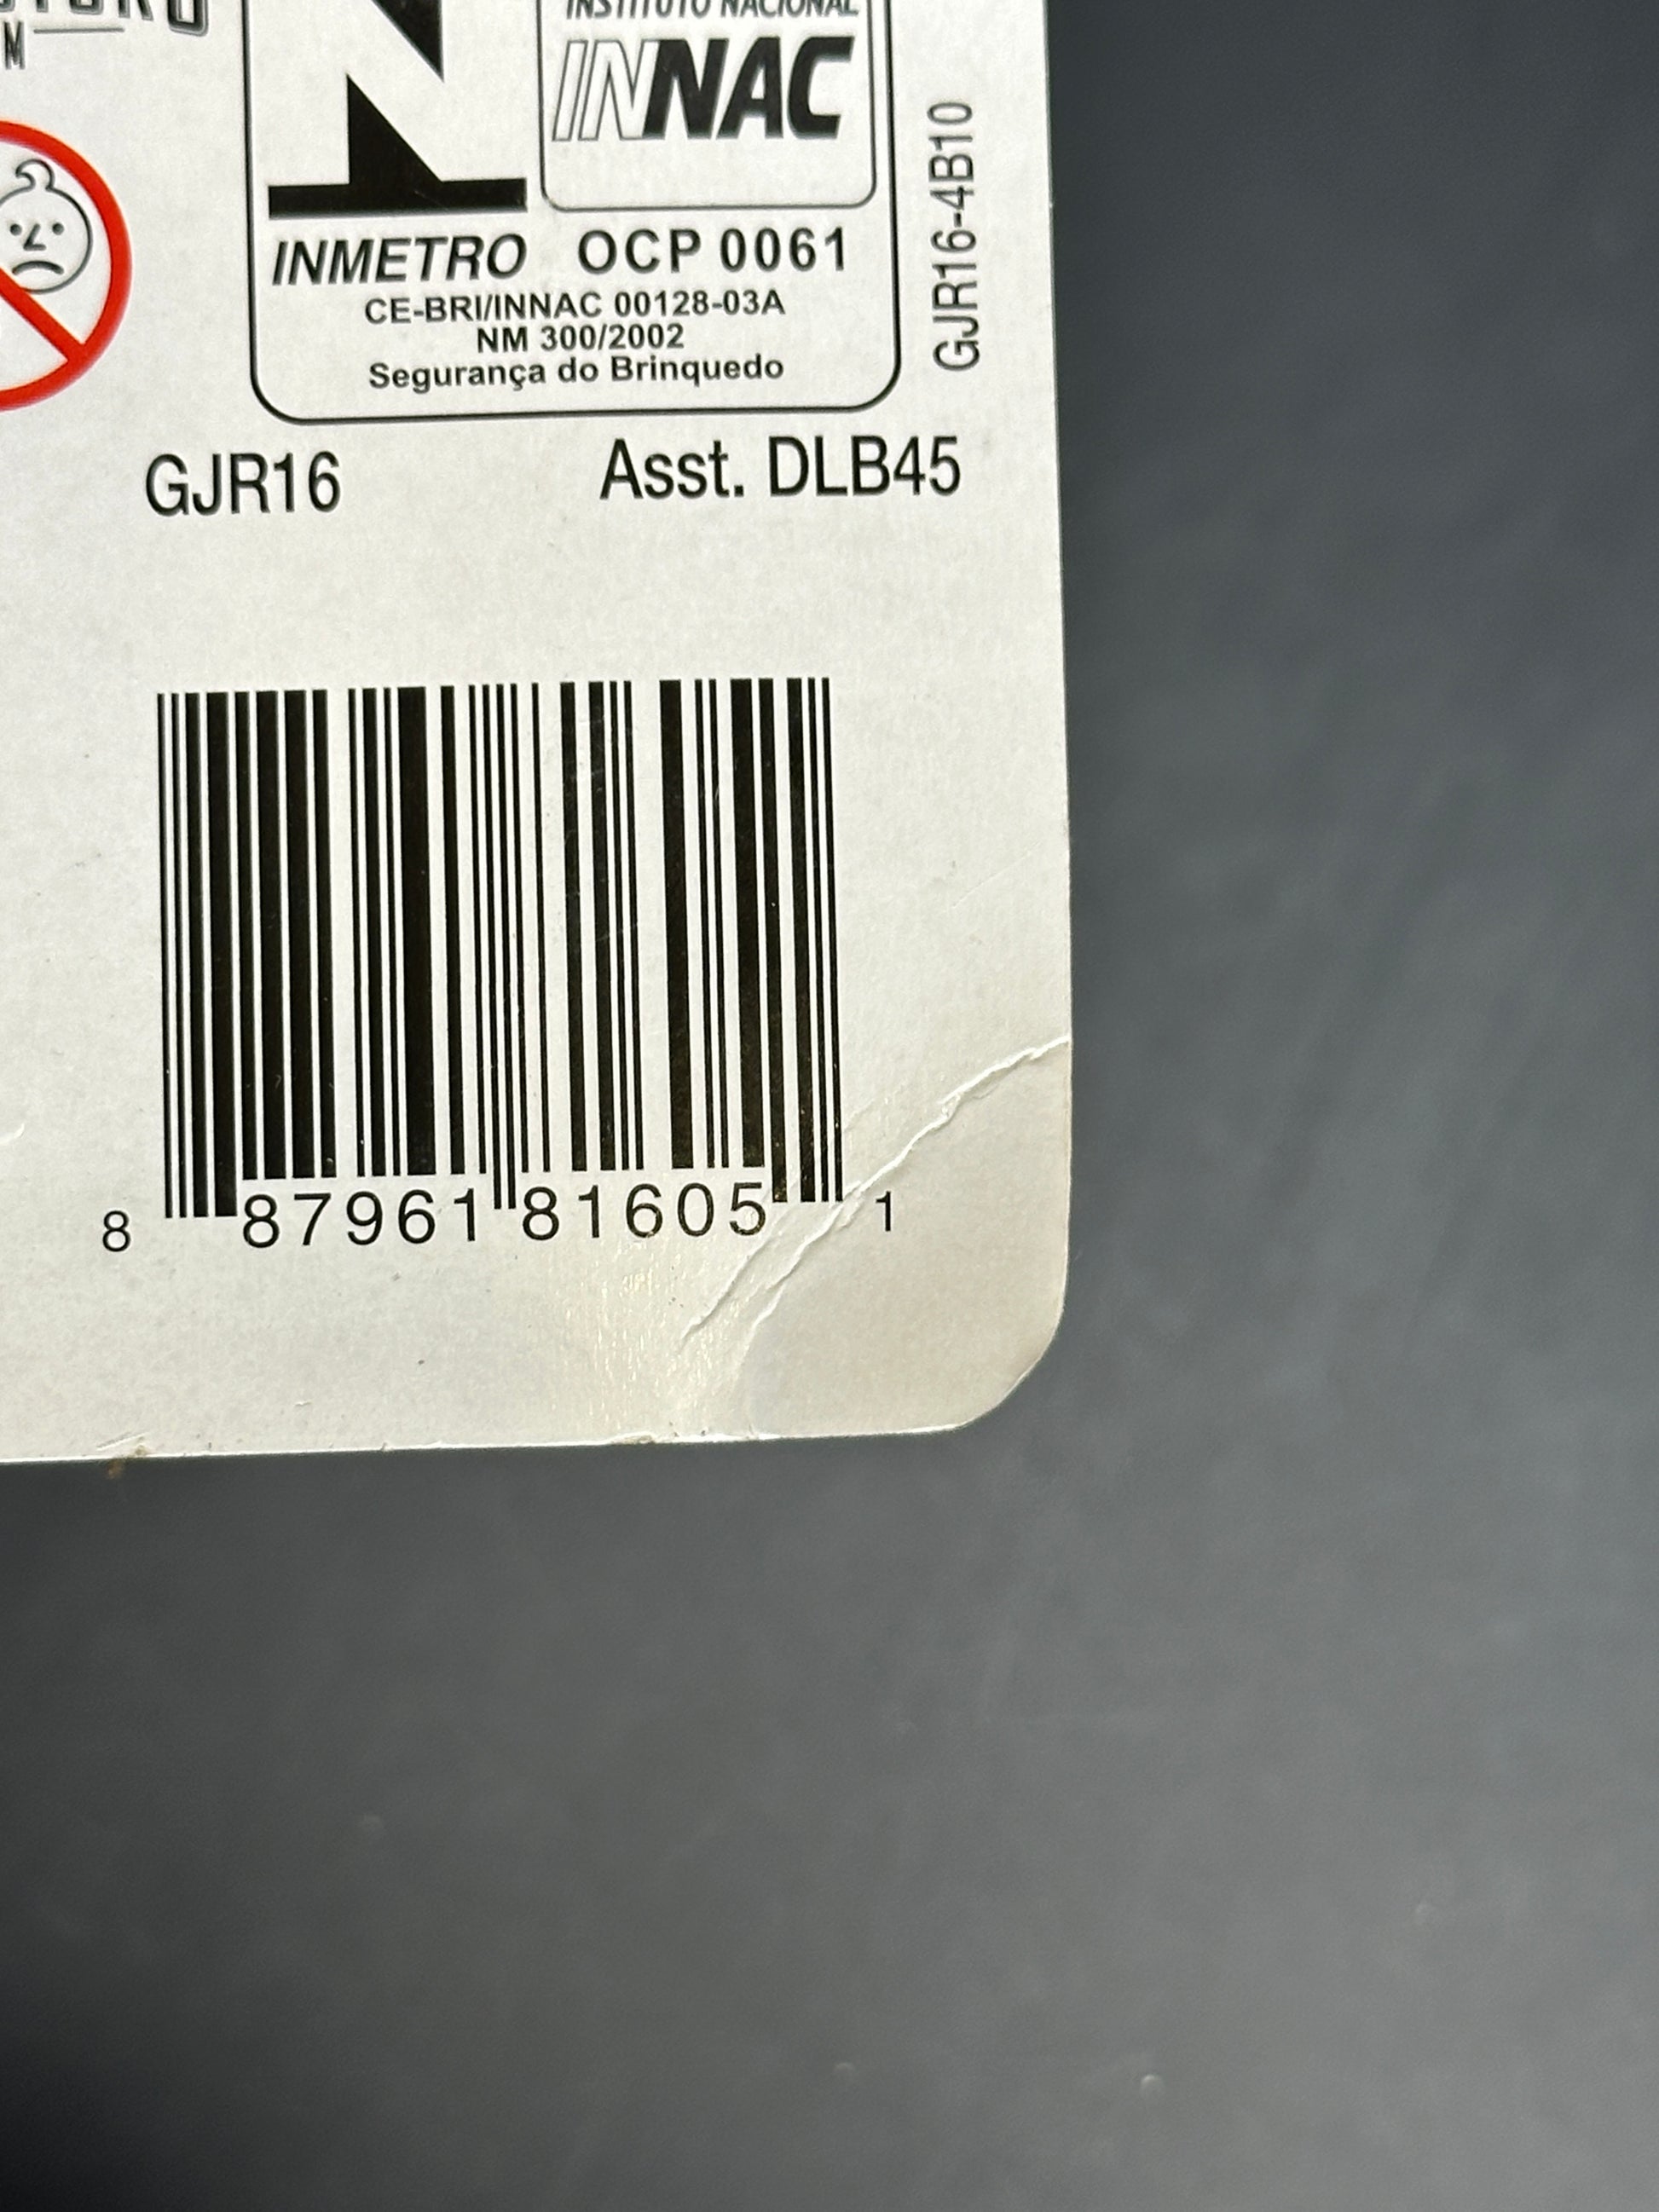 M
INSTITUTO NACIONAL
INNAC
INMETRO OCP 0061
CE-BRI/INNAC 00128-03A
NM 300/2002
Segurança do Brinquedo
GJR16-4B10
GJR16 Asst. DLB45
8 87961 81605 1